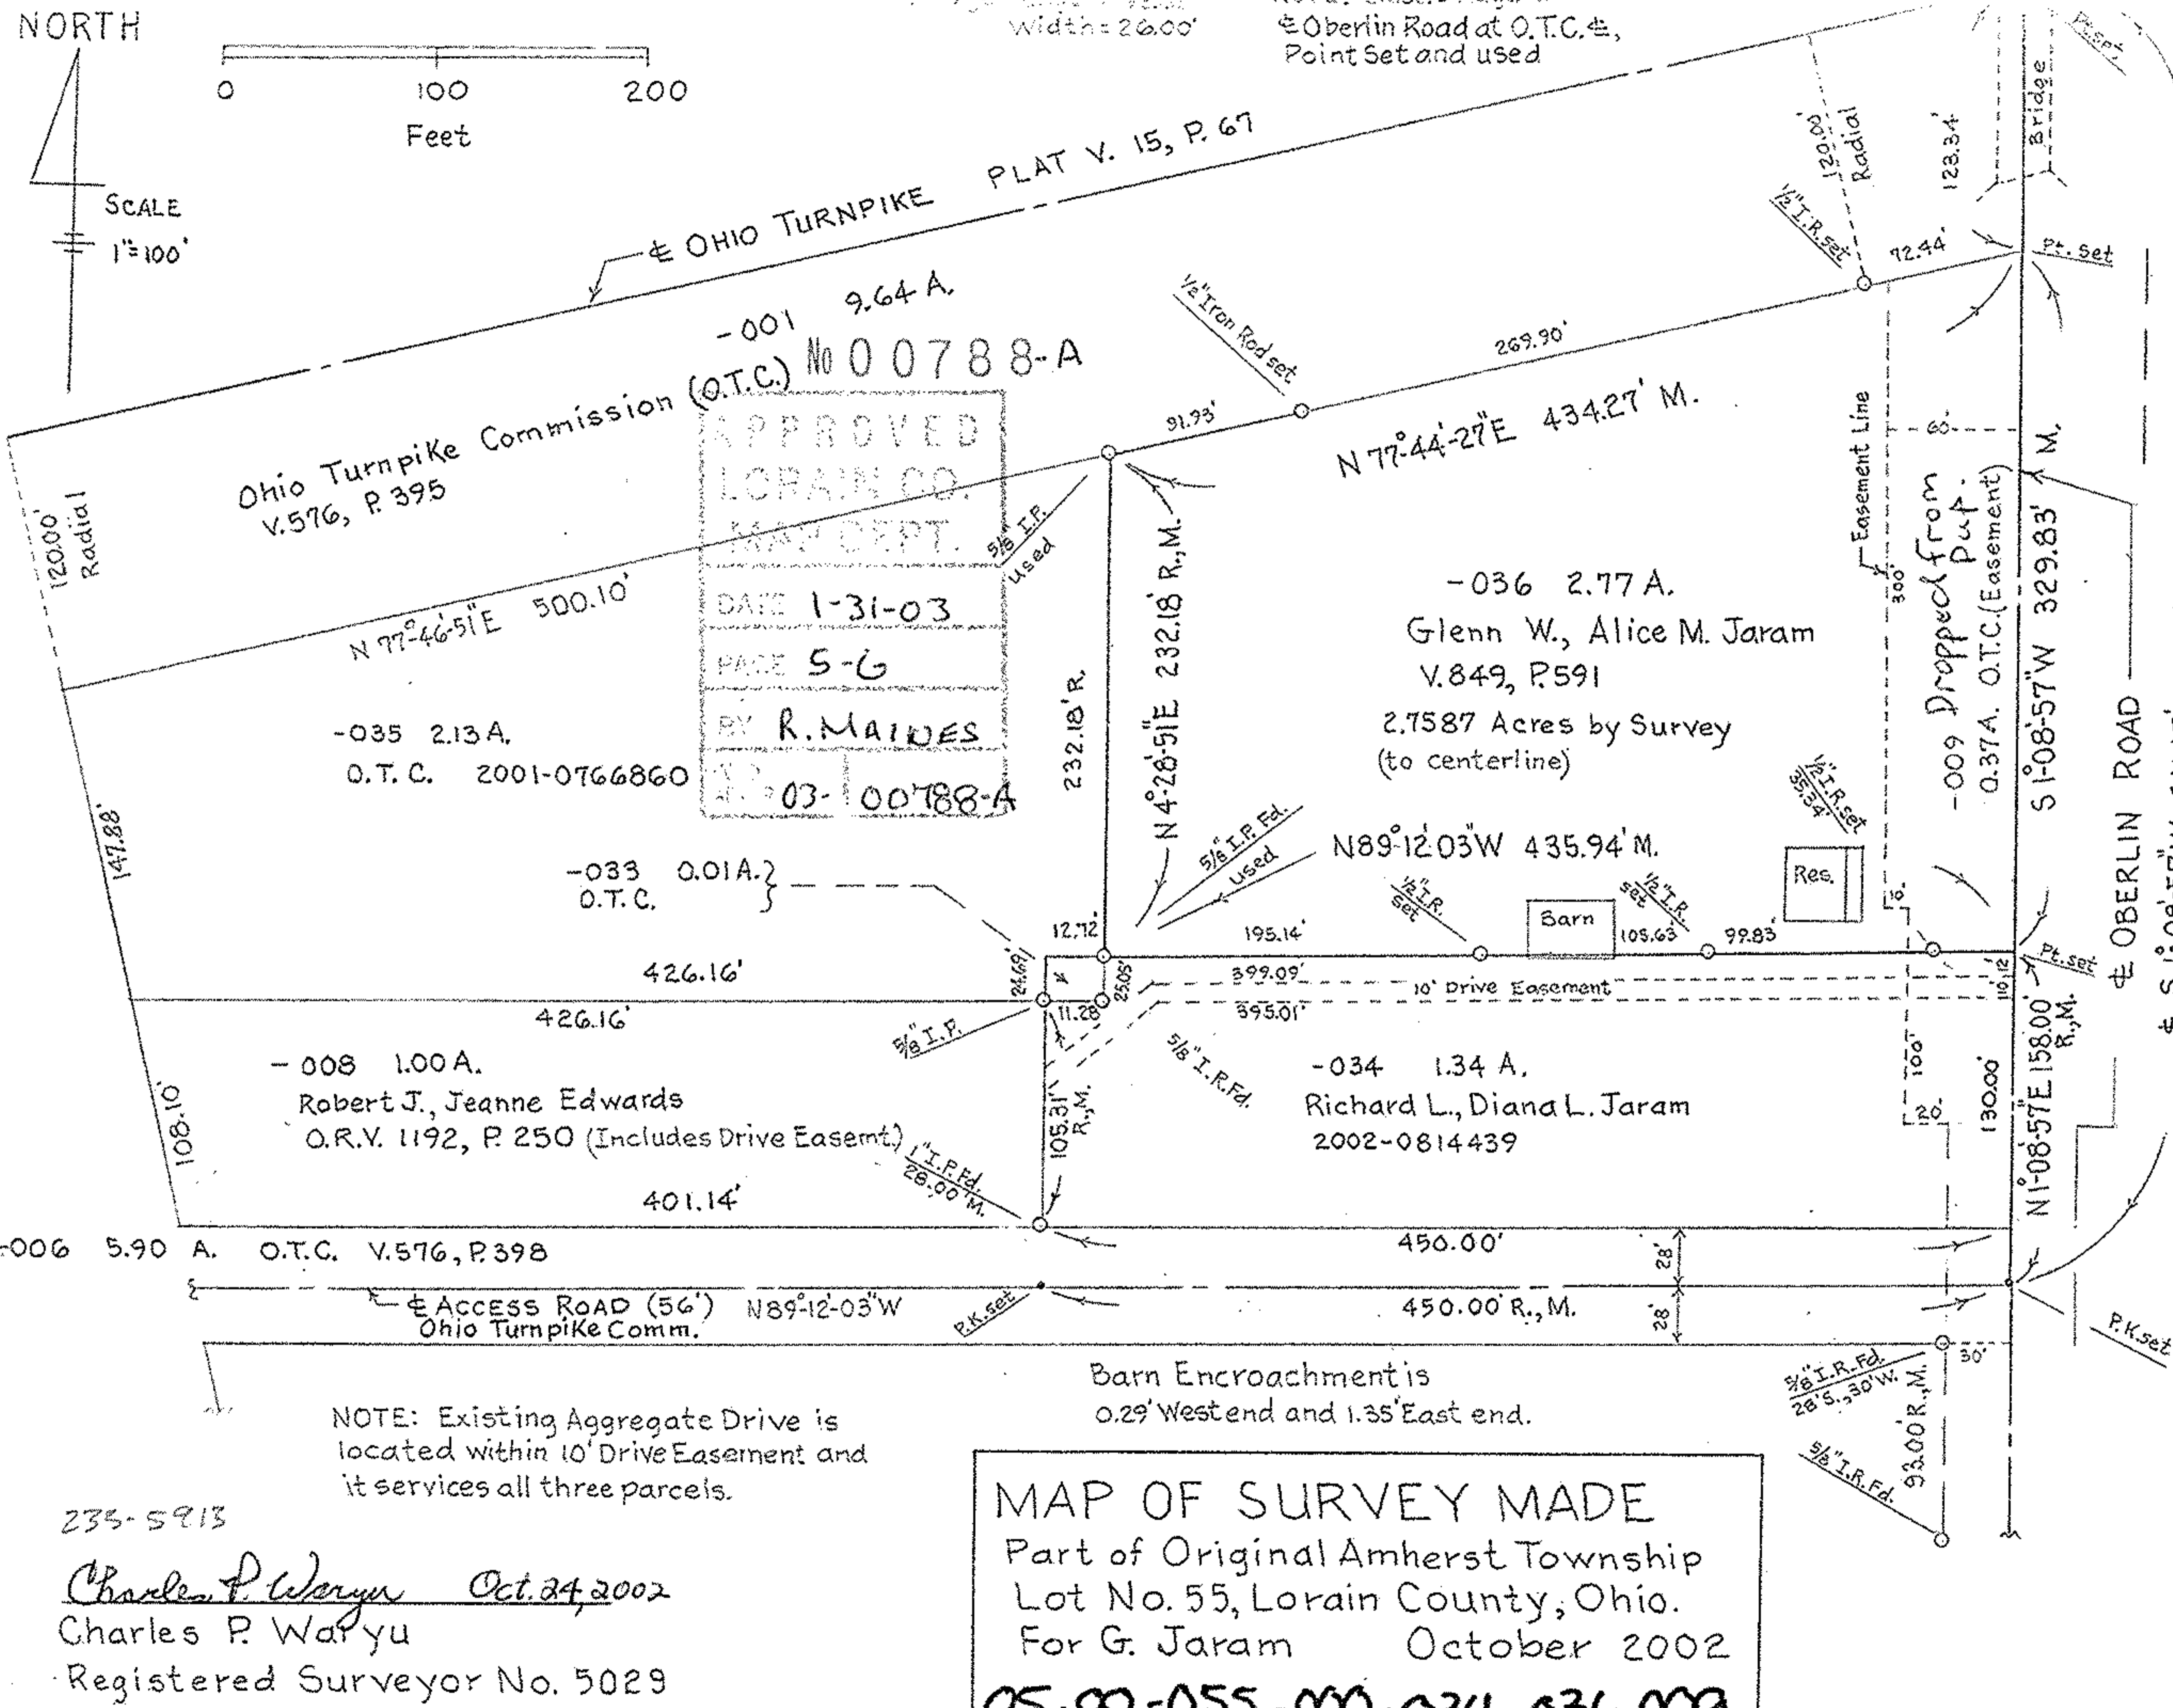 NORTH
0 100 200
Feet
SCALE
1"=100'
Width = 26.00'
℄ Oberlin Road at O.T.C. ℄,
Point Set and used
Pt. set
Bridge
120.00'
Radial
123.34'
1/2" I.R. set
72.44'
Pt. set
℄ OHIO TURNPIKE PLAT V. 15, P. 67
-001 9.64 A.
Ohio Turnpike Commission (O.T.C.)
V.576, P. 395
No 00788-A
APPROVED
LORAIN CO.
MAP DEPT.
DATE 1-31-03
PAGE 5-6
BY R. MAINES
03- 00788-A
1/2" Iron Rod set
91.93'
269.90'
N 77°-44'-27"E 434.27' M.
120.00'
Radial
N 77°-46'-51"E 500.10'
5/8" I.P.
used
232.18' R.
N 4°-28'-51"E 232.18' R., M.
-036 2.77 A.
Glenn W., Alice M. Jaram
V. 849, P. 591
2.7587 Acres by Survey
(to centerline)
Easement Line
300'
60'
-009 Dropped from Dup.
0.37 A. O.T.C. (Easement)
S 1°-08'-57"W 329.83' M.
℄ OBERLIN ROAD
-035 2.13 A.
O.T.C. 2001-0766860
147.88'
-033 0.01 A.}
O.T.C.
5/8" I.P. Fd.
used
N89°-12'-03"W 435.94' M.
1/2" I.R. set
35.34'
Res.
1/2" I.R.
set
Barn
1/2" I.R.
set
12.72'
195.14'
105.63'
99.83'
Pt. set
426.16'
24.69'
25.05'
399.09'
10' Drive Easement
395.01'
10.12
426.16'
11.28'
5/8" I.P.
5/8" I.R. Fd.
-008 1.00 A.
Robert J., Jeanne Edwards
O.R.V. 1192, P. 250 (Includes Drive Easemt.)
108.10'
105.31'
R., M.
-034 1.34 A.
Richard L., Diana L. Jaram
2002-0814439
100'
20'
130.00'
N1°-08'-57"E 158.00'
R., M.
1" I.P. Fd.
28.00' M.
401.14'
-006 5.90 A. O.T.C. V.576, P. 398
450.00'
28'
℄ ACCESS ROAD (56') N89°-12'-03"W
Ohio Turnpike Comm.
P.K. set
450.00' R., M.
28'
P.K. set
30'
5/8" I.R. Fd.
28' S., 30' W.
93.00' R., M.
5/8" I.R. Fd.
Barn Encroachment is
0.29' West end and 1.35' East end.
NOTE: Existing Aggregate Drive is
located within 10' Drive Easement and
it services all three parcels.
235-5913
Charles P. Waryu Oct. 24, 2002
Charles P. Waryu
Registered Surveyor No. 5029
MAP OF SURVEY MADE
Part of Original Amherst Township
Lot No. 55, Lorain County, Ohio.
For G. Jaram October 2002